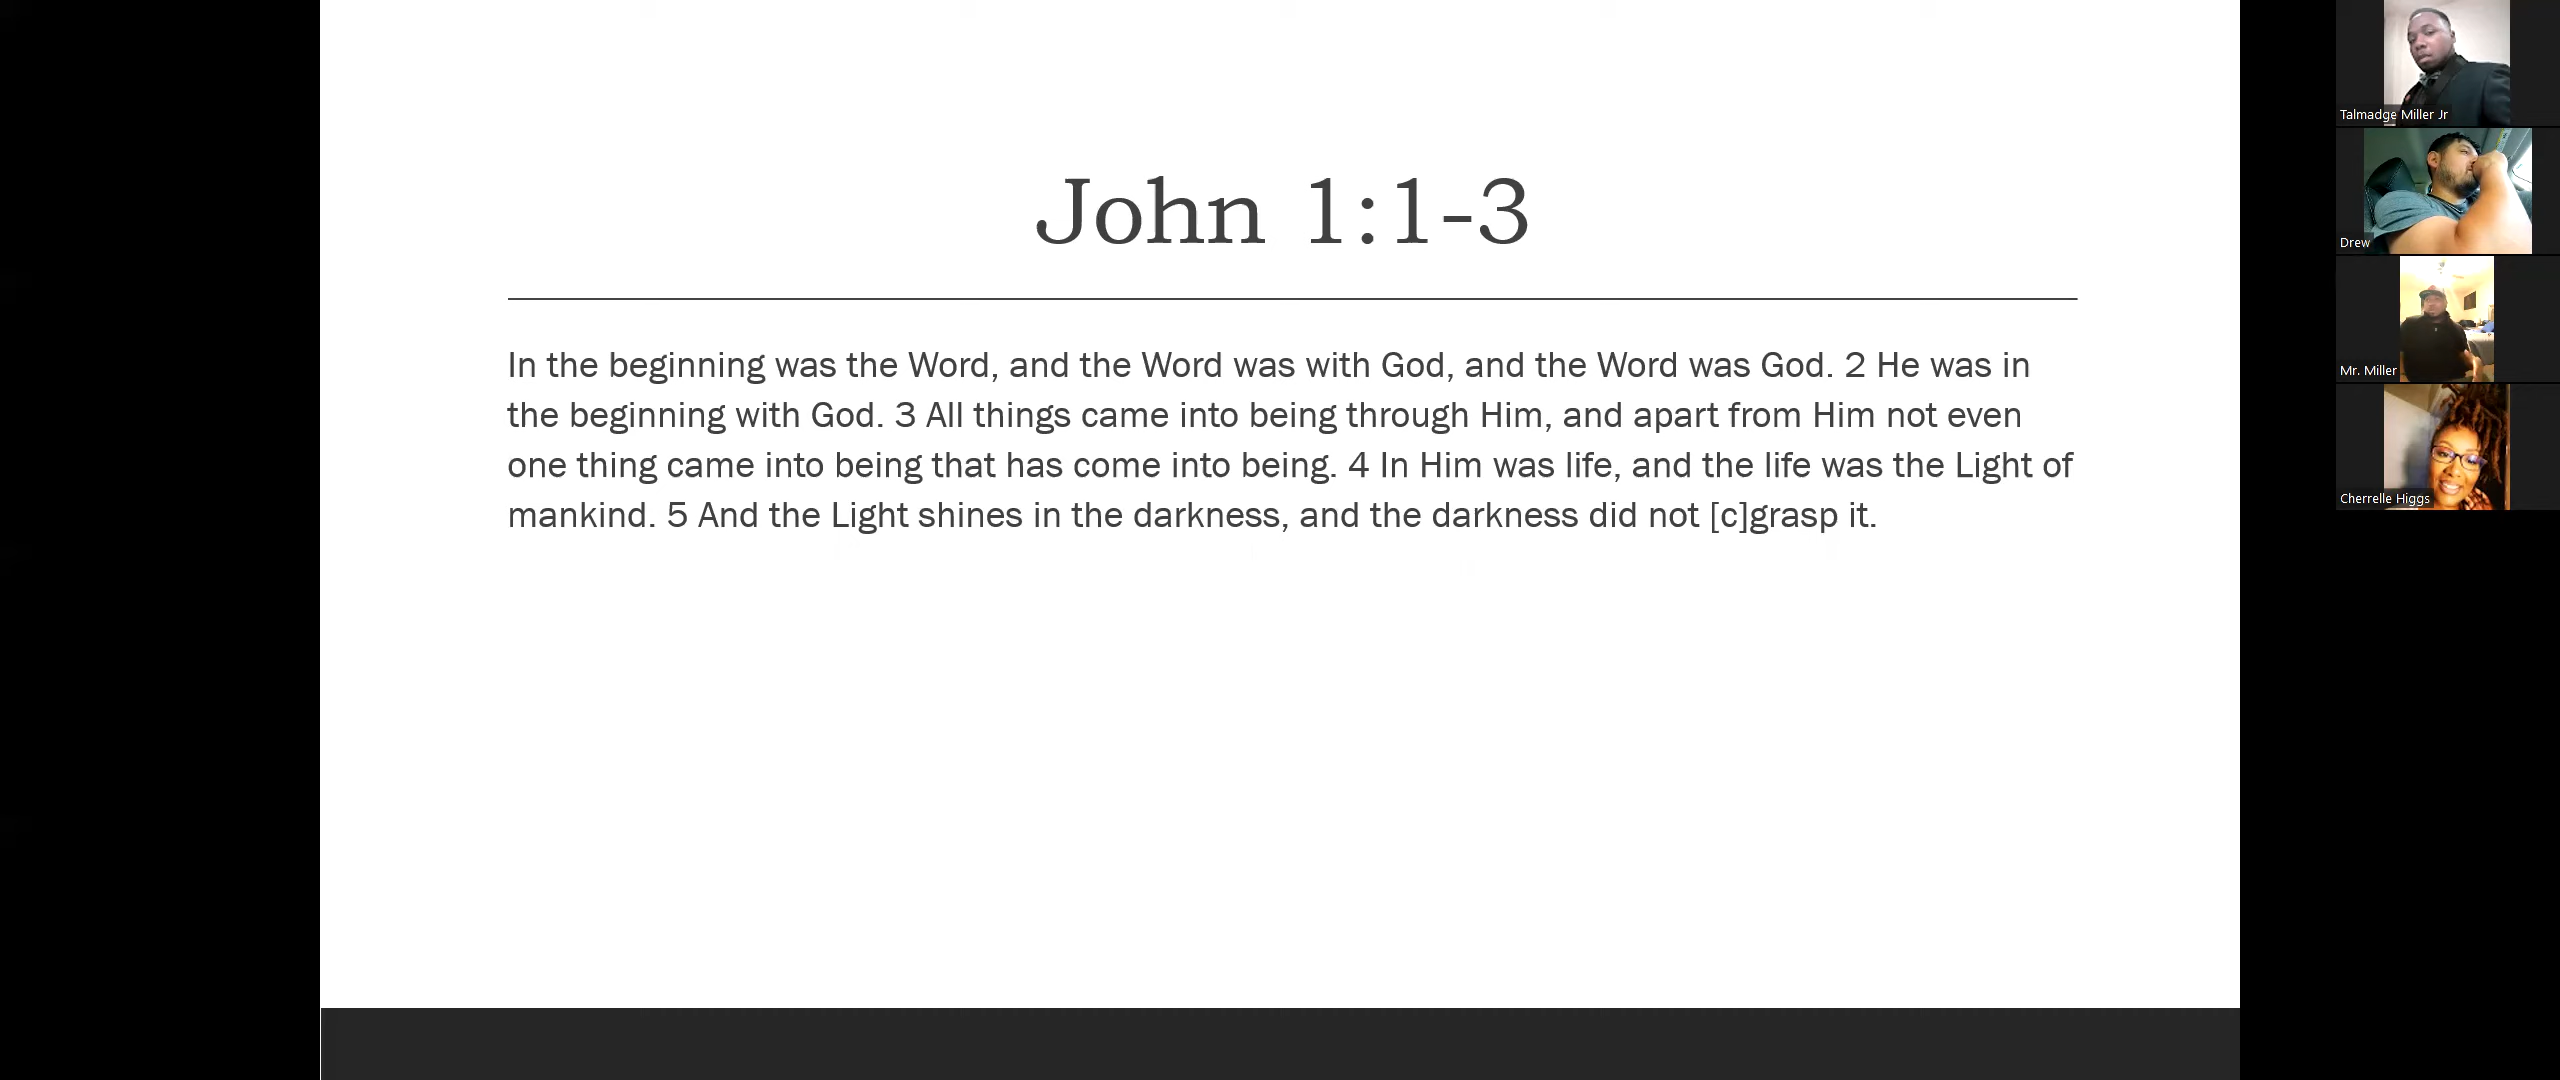 John 1:1-3
In the beginning was the Word, and the Word was with God, and the Word was God. 2 He was in
the beginning with God. 3 All things came into being through Him, and apart from Him not even
one thing came into being that has come into being. 4 In Him was life, and the life was the Light of
mankind. 5 And the Light shines in the darkness, and the darkness did not [c]grasp it.
Talmadge Miller Jr
Drew
Mr. Miller
Cherrelle Higgs